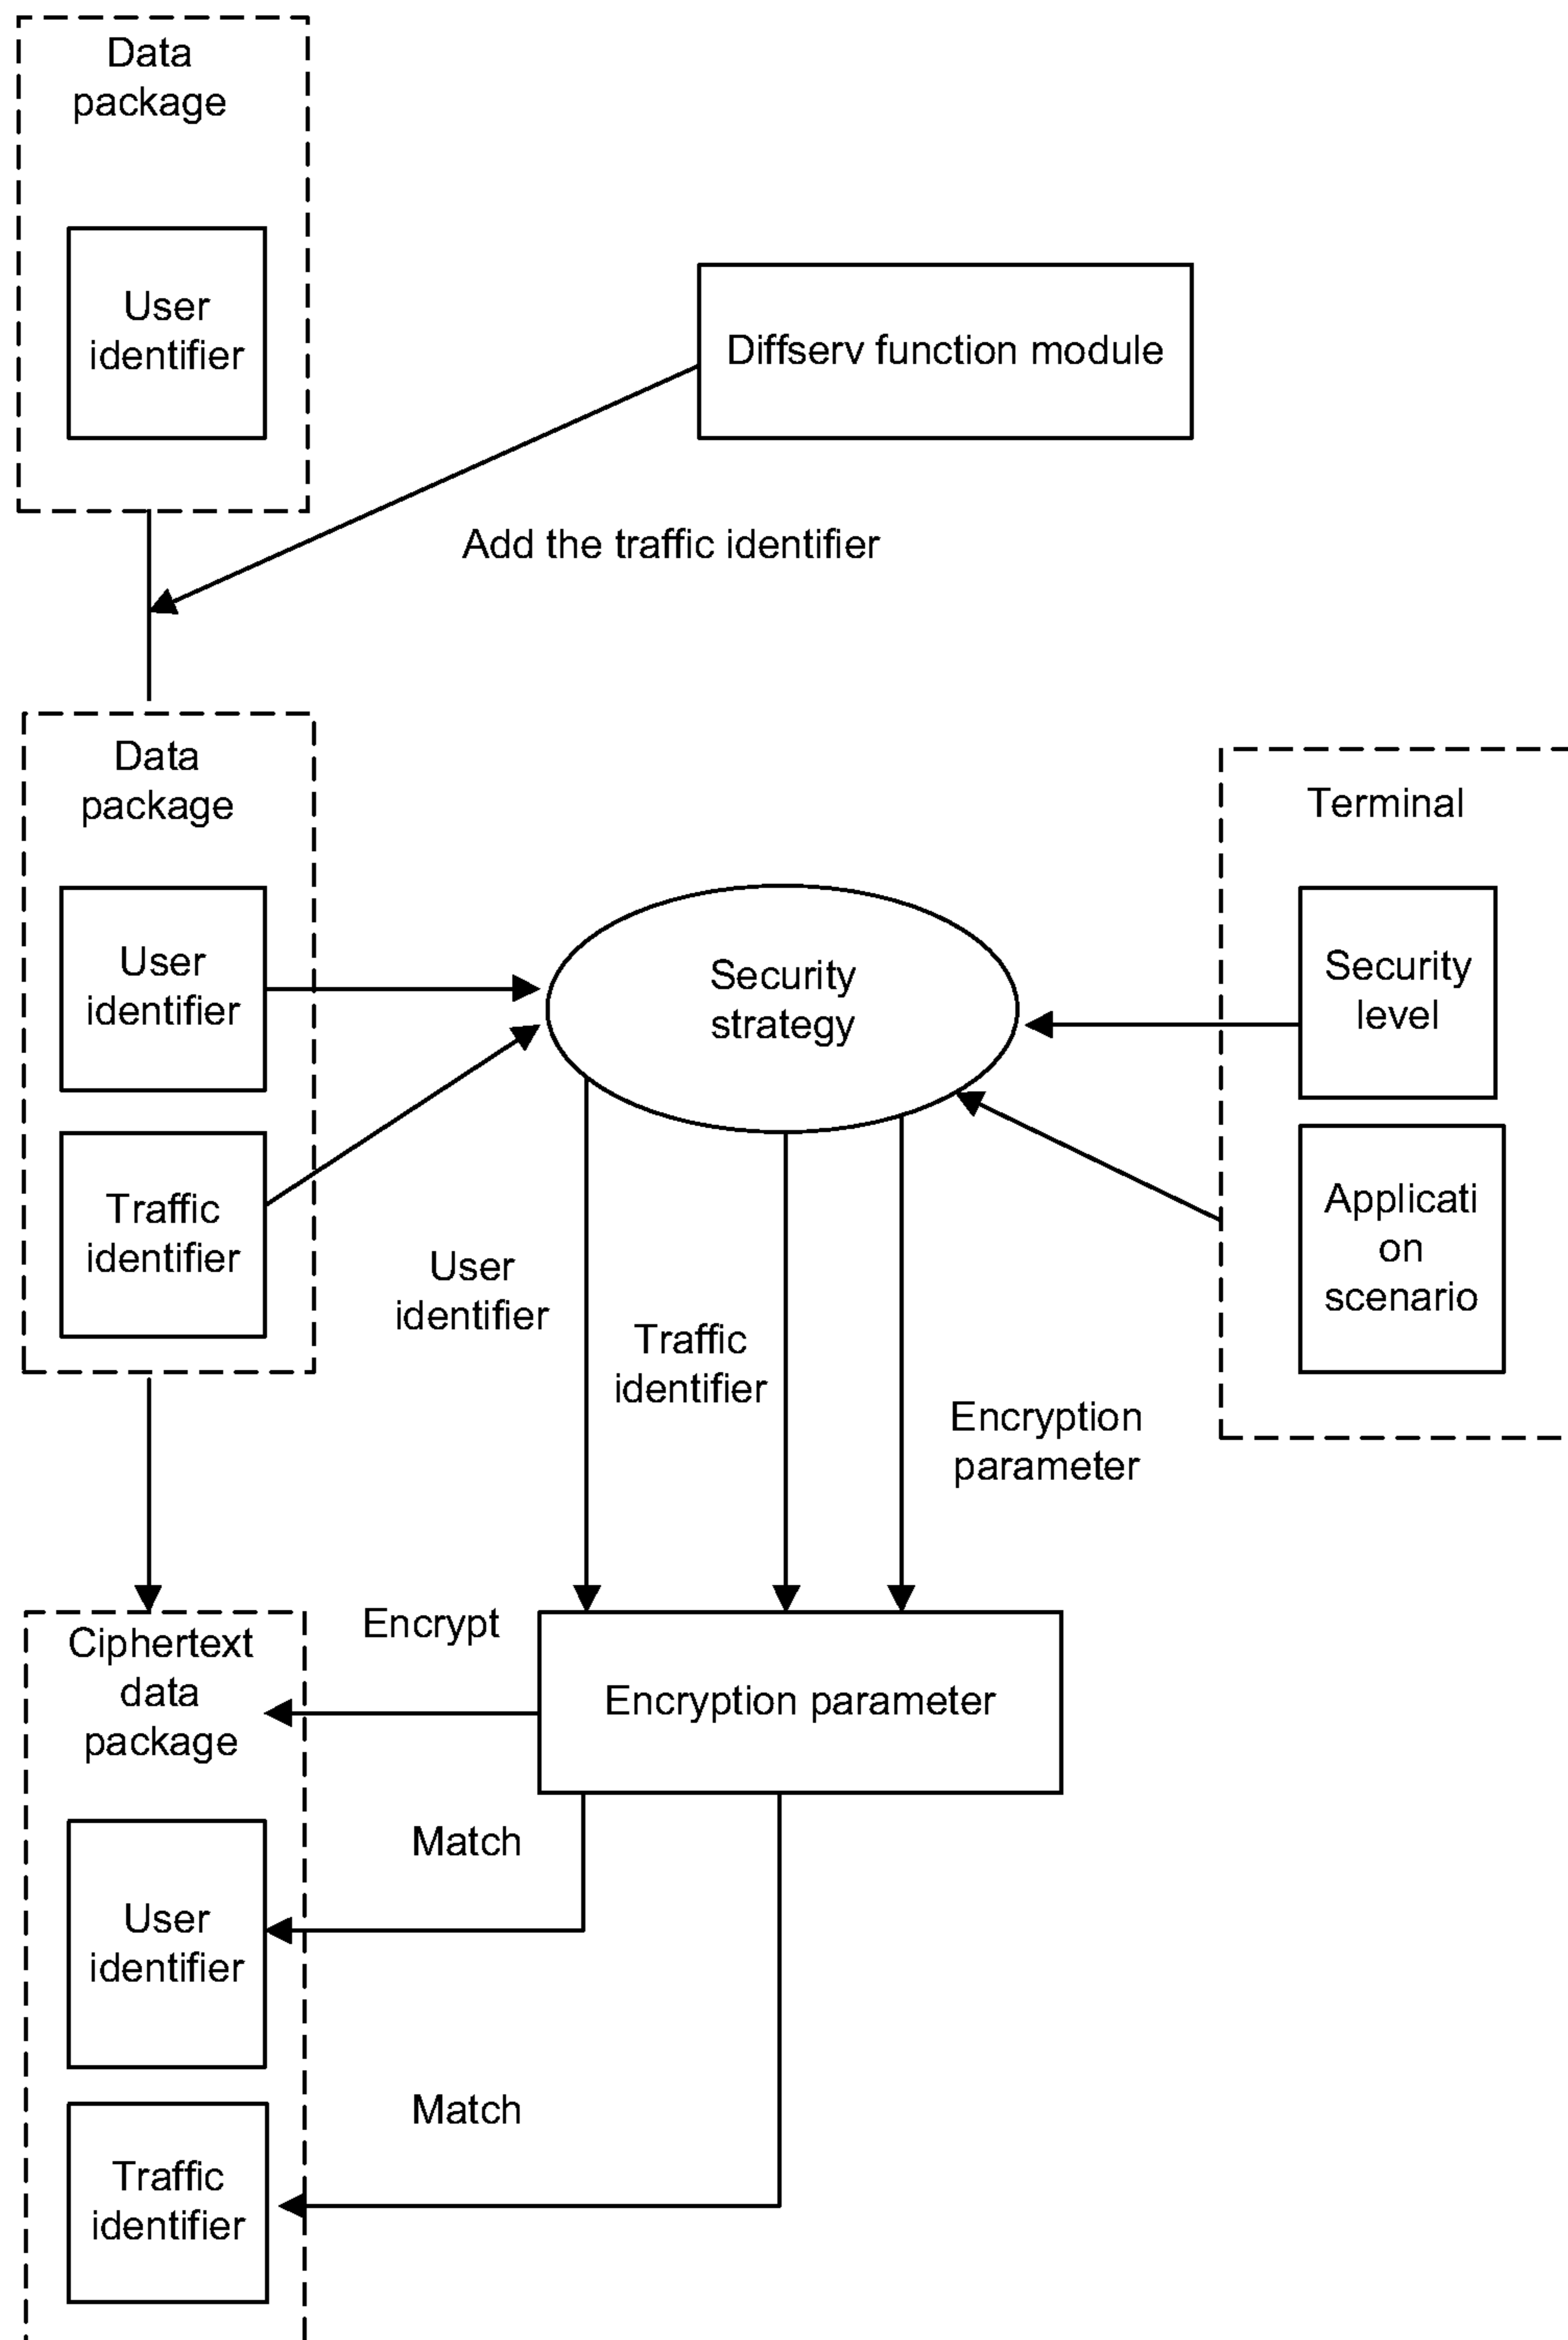 Data
package
User
identifier
Diffserv function module
Add the traffic identifier
Data
package
User
identifier
Traffic
identifier
Security
strategy
Terminal
Security
level
Applicati
on
scenario
User
identifier
Traffic
identifier
Encryption
parameter
Ciphertext
data
package
Encrypt
Encryption parameter
Match
User
identifier
Match
Traffic
identifier